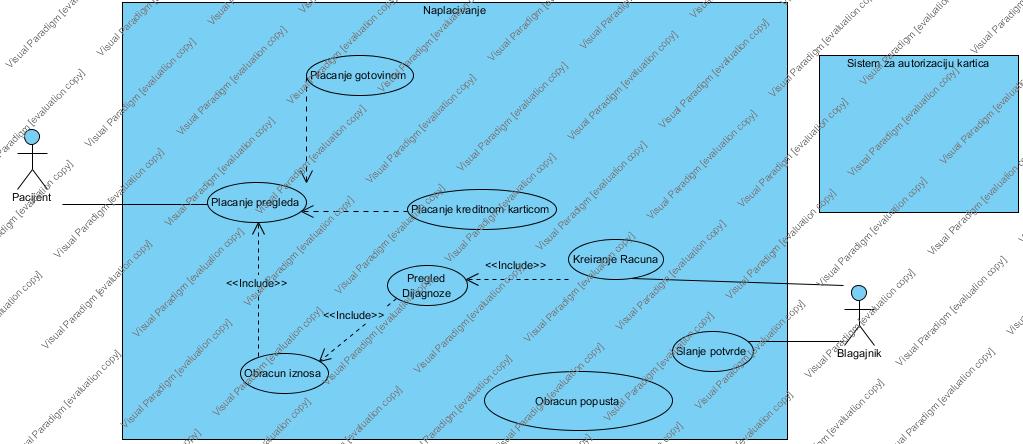 Naplacivanje
Placanje gotovinom
Sistem za autorizaciju kartica
Pacijent
Placanje pregleda
Placanje kreditnom karticom
<<Include>>
Kreiranje Racuna
<<Include>>
Pregled
Dijagnoze
<<Include>>
Slanje potvrde
Blagajnik
Obracun iznosa
Obracun popusta
Visual Paradigm [evaluation copy]